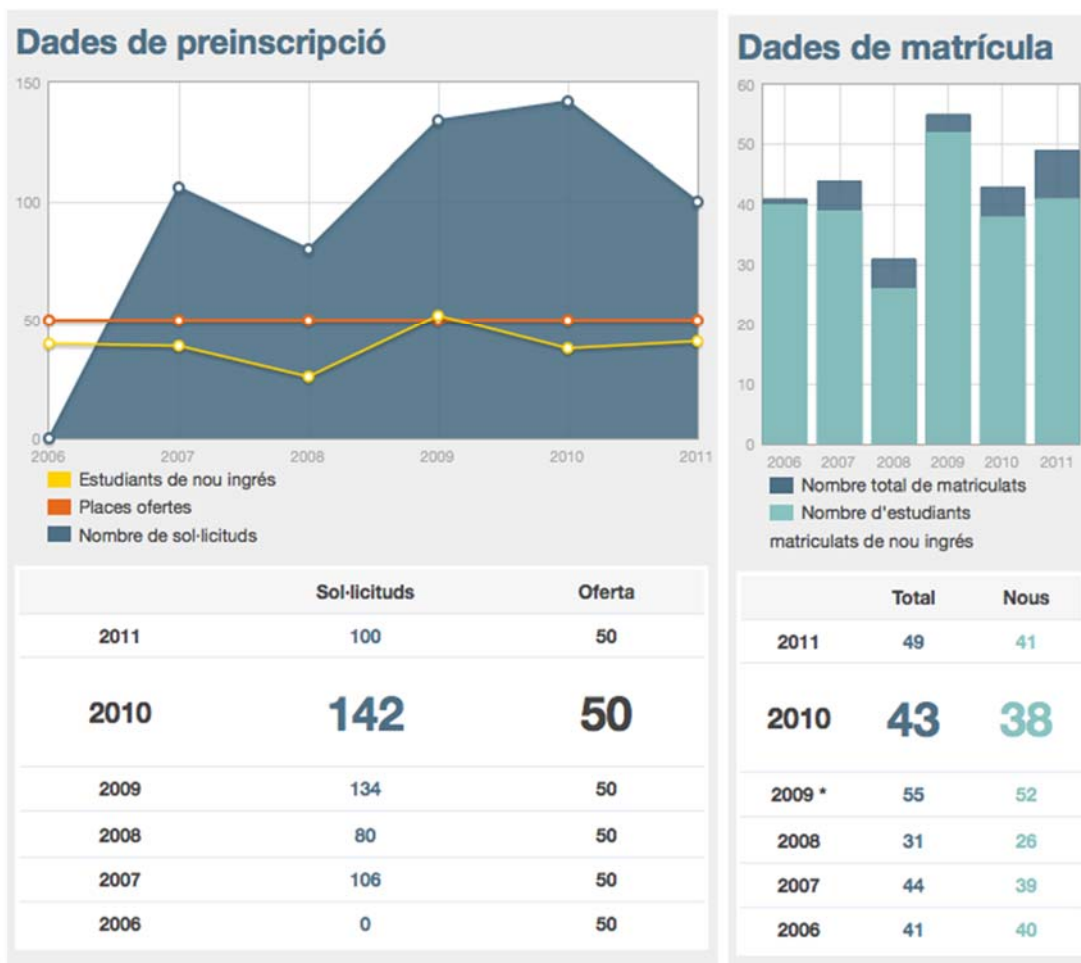 Dades de preinscripció
150
100
50
0
2006 2007 2008 2009 2010 2011
Estudiants de nou ingrés
Places ofertes
Nombre de sol·licituds
Sol·licituds Oferta
2011 100 50
2010 142 50
2009 134 50
2008 80 50
2007 106 50
2006 0 50
Dades de matrícula
60
50
40
30
20
10
0
2006 2007 2008 2009 2010 2011
Nombre total de matriculats
Nombre d'estudiants
matriculats de nou ingrés
Total Nous
2011 49 41
2010 43 38
2009 * 55 52
2008 31 26
2007 44 39
2006 41 40